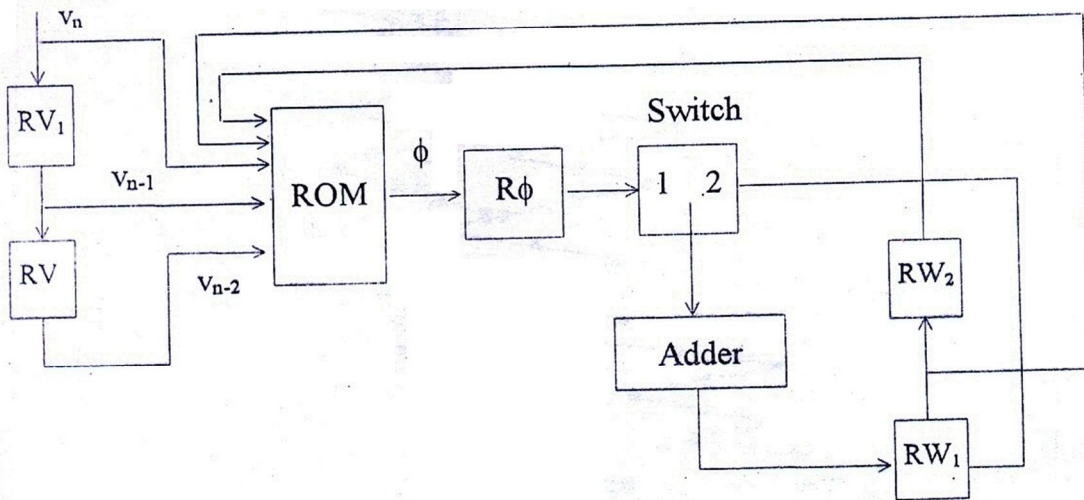 Vn
RV1
Vn-1
RV
Vn-2
ROM
ϕ
Rϕ
Switch
1 2
Adder
RW2
RW1